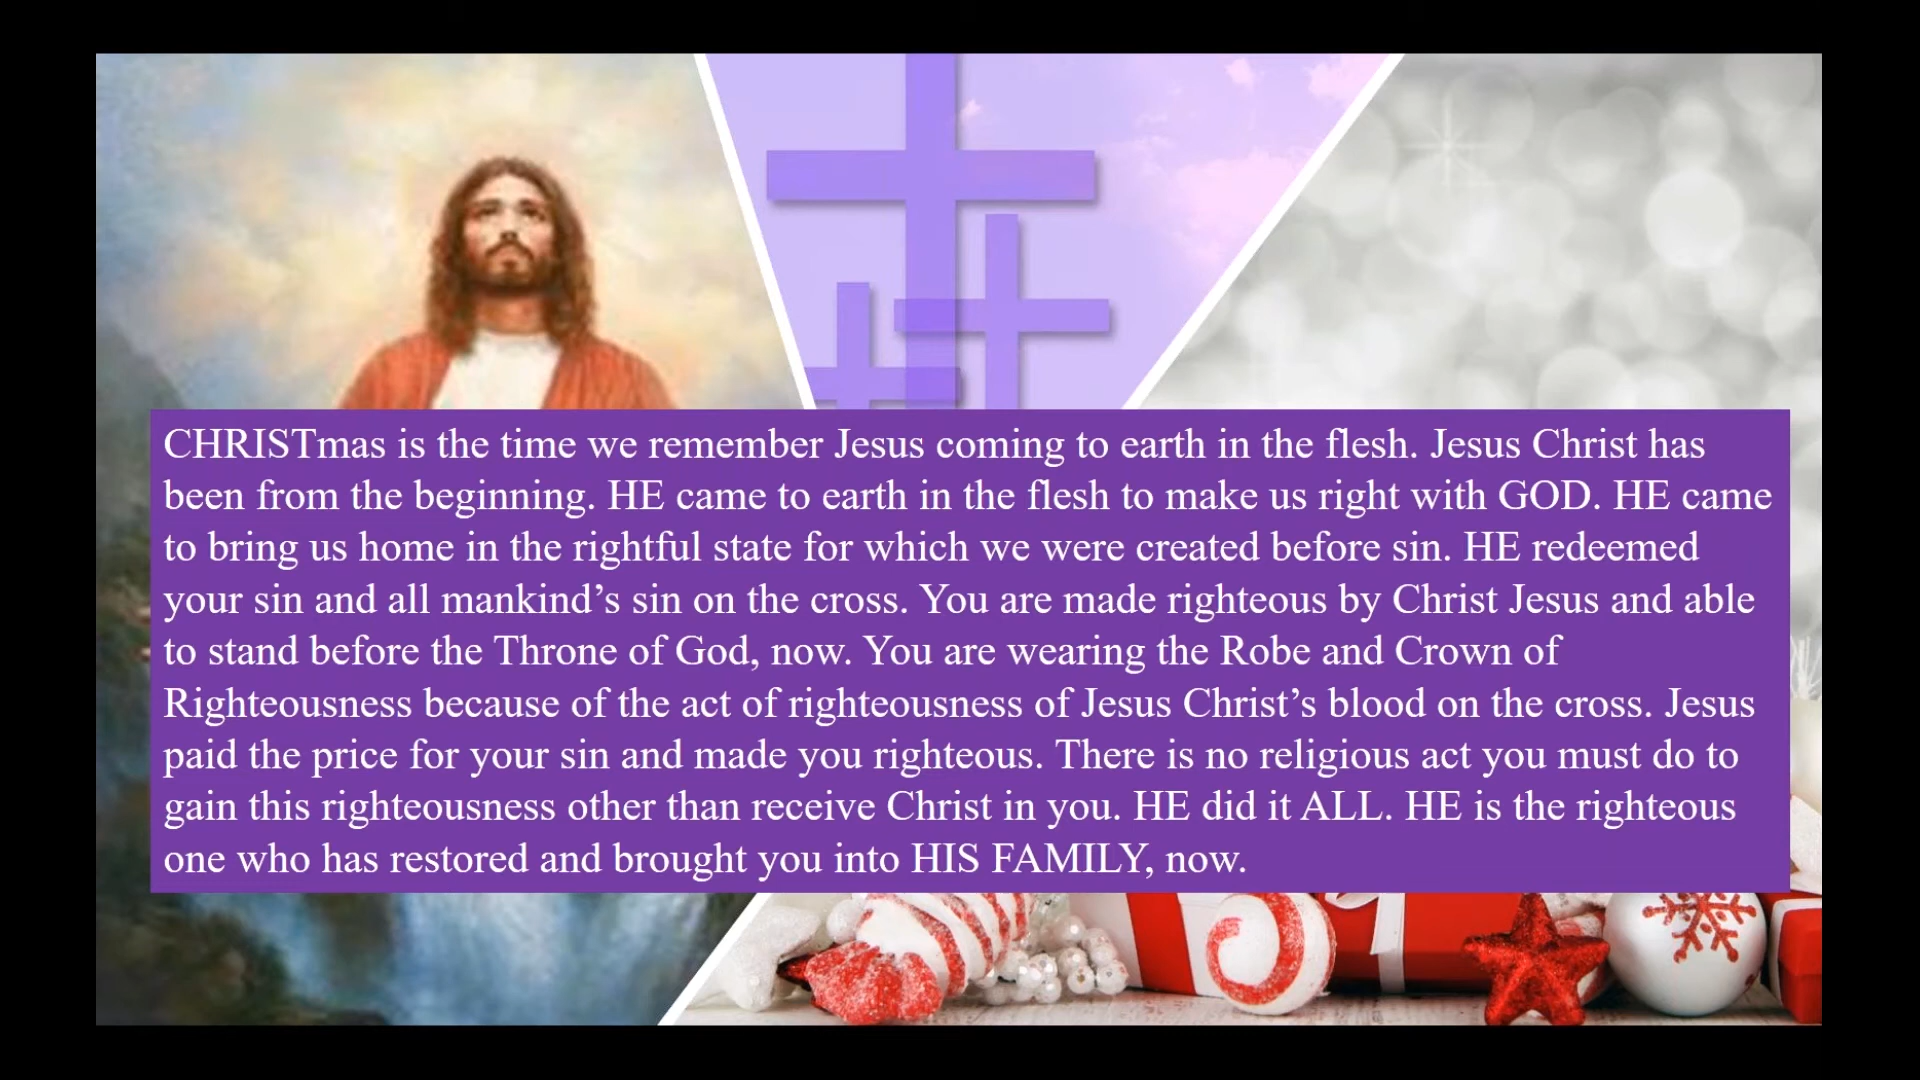 CHRISTmas is the time we remember Jesus coming to earth in the flesh. Jesus Christ has
been from the beginning. HE came to earth in the flesh to make us right with GOD. HE came
to bring us home in the rightful state for which we were created before sin. HE redeemed
your sin and all mankind’s sin on the cross. You are made righteous by Christ Jesus and able
to stand before the Throne of God, now. You are wearing the Robe and Crown of
Righteousness because of the act of righteousness of Jesus Christ’s blood on the cross. Jesus
paid the price for your sin and made you righteous. There is no religious act you must do to
gain this righteousness other than receive Christ in you. HE did it ALL. HE is the righteous
one who has restored and brought you into HIS FAMILY, now.